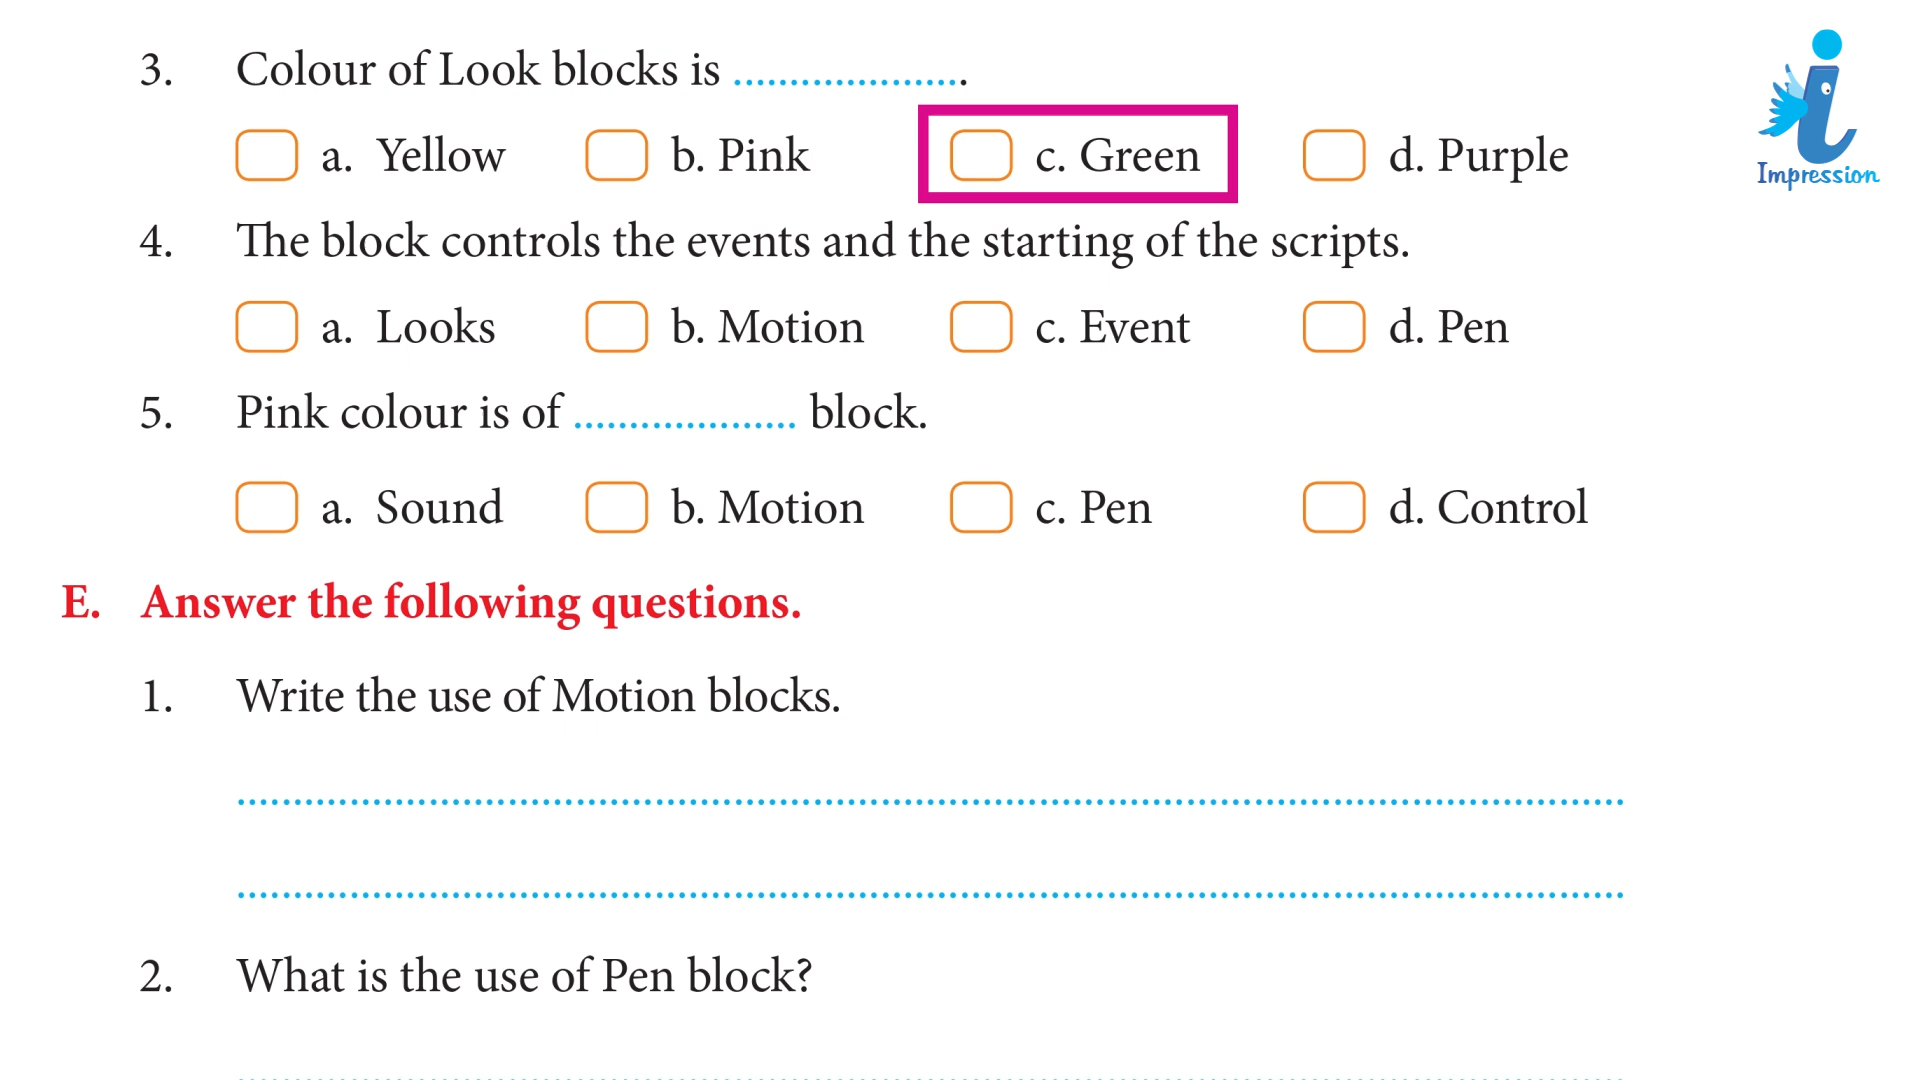 3. Colour of Look blocks is ....................
a. Yellow b. Pink c. Green d. Purple
Impression
4. The block controls the events and the starting of the scripts.
a. Looks b. Motion c. Event d. Pen
5. Pink colour is of .................... block.
a. Sound b. Motion c. Pen d. Control
E. Answer the following questions.
1. Write the use of Motion blocks.
2. What is the use of Pen block?